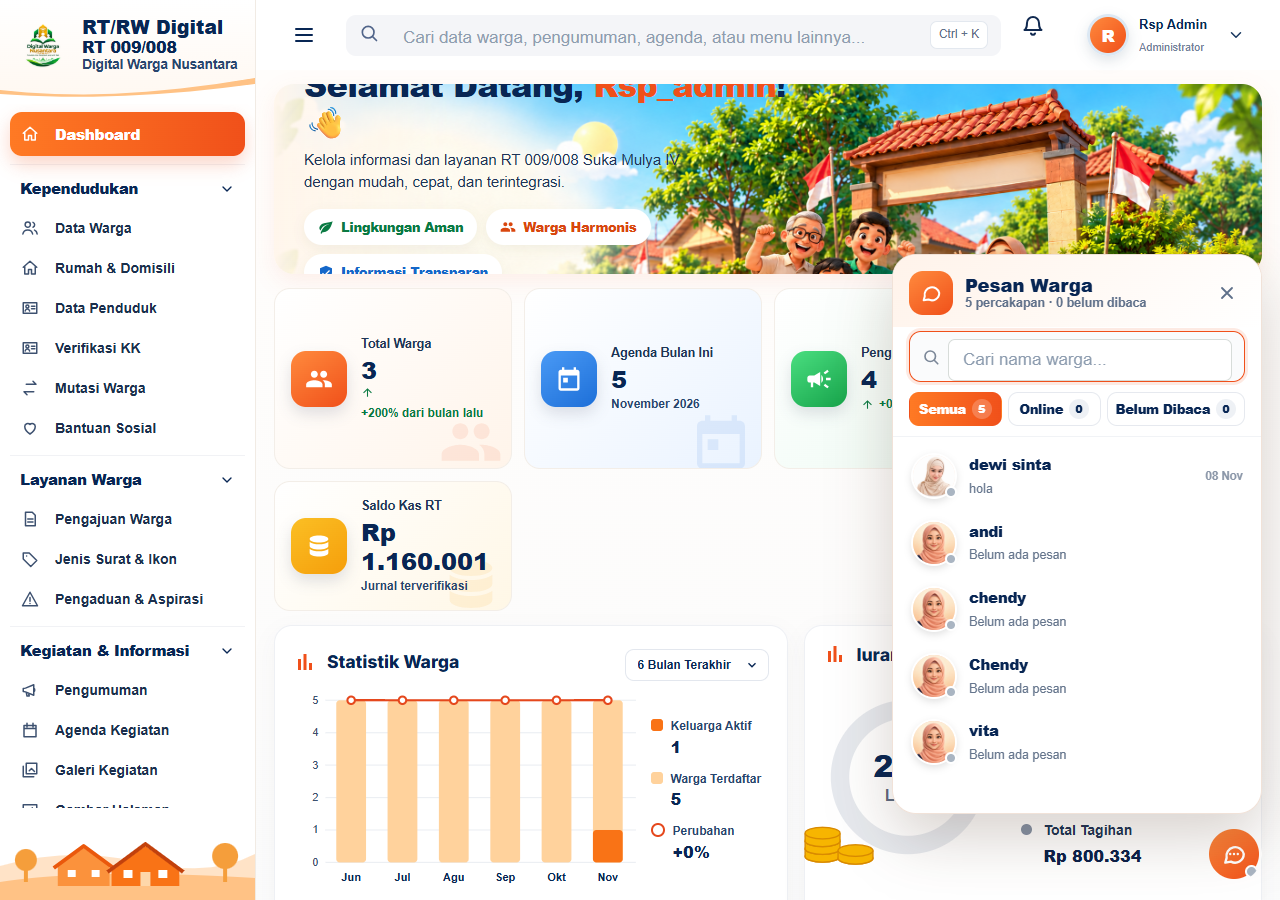 RT/RW Digital
RT 009/008
Digital Warga Nusantara
Digital Warga
Nusantara
Cari data warga, pengumuman, agenda, atau menu lainnya...
Ctrl + K
R
Rsp Admin
Administrator
Dashboard
Kependudukan
Data Warga
Rumah & Domisili
Data Penduduk
Verifikasi KK
Mutasi Warga
Bantuan Sosial
Layanan Warga
Pengajuan Warga
Jenis Surat & Ikon
Pengaduan & Aspirasi
Kegiatan & Informasi
Pengumuman
Agenda Kegiatan
Galeri Kegiatan
Selamat Datang, Rsp_admin!
Kelola informasi dan layanan RT 009/008 Suka Mulya IV
dengan mudah, cepat, dan terintegrasi.
Lingkungan Aman
Warga Harmonis
Informasi Transparan
Total Warga
3
+200% dari bulan lalu
Agenda Bulan Ini
5
November 2026
Peng
4
+0
Saldo Kas RT
Rp
1.160.001
Jurnal terverifikasi
Statistik Warga
6 Bulan Terakhir
5
4
3
2
1
0
Jun
Jul
Agu
Sep
Okt
Nov
Keluarga Aktif
1
Warga Terdaftar
5
Perubahan
+0%
Iuran
2
L
Total Tagihan
Rp 800.334
Pesan Warga
5 percakapan · 0 belum dibaca
Cari nama warga...
Semua 5
Online 0
Belum Dibaca 0
dewi sinta
08 Nov
hola
andi
Belum ada pesan
chendy
Belum ada pesan
Chendy
Belum ada pesan
vita
Belum ada pesan